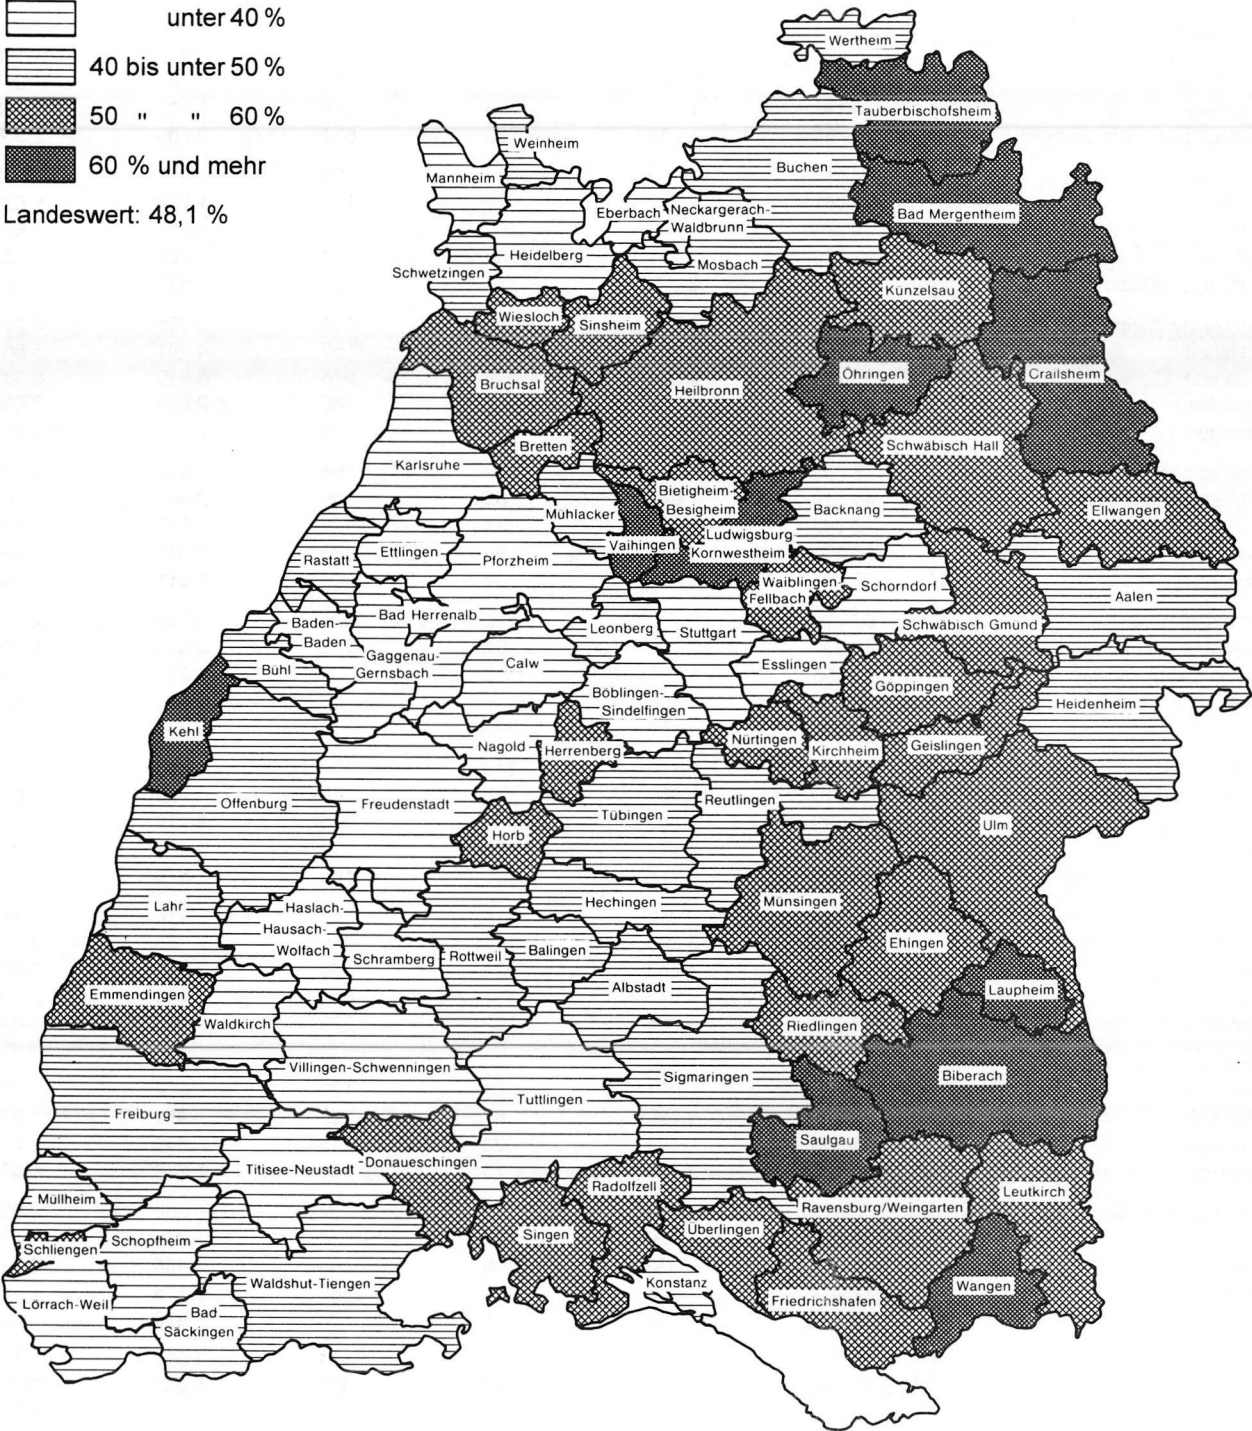 unter 40 %
40 bis unter 50 %
50 " " 60 %
60 % und mehr
Landeswert: 48,1 %
Wertheim
Tauberbischofsheim
Weinheim
Buchen
Mannheim
Eberbach
Neckargerach-
Waldbrunn
Bad Mergentheim
Heidelberg
Mosbach
Schwetzingen
Künzelsau
Wiesloch
Sinsheim
Öhringen
Crailsheim
Bruchsal
Heilbronn
Bretten
Schwäbisch Hall
Karlsruhe
Bietigheim-
Besigheim
Mühlacker
Backnang
Ellwangen
Ludwigsburg
Kornwestheim
Vaihingen
Ettlingen
Rastatt
Pforzheim
Waiblingen
Fellbach
Schorndorf
Aalen
Bad Herrenalb
Baden-
Baden
Leonberg
Stuttgart
Schwäbisch Gmünd
Gaggenau-
Gernsbach
Bühl
Calw
Esslingen
Böblingen-
Sindelfingen
Göppingen
Heidenheim
Kehl
Nagold
Herrenberg
Nürtingen
Kirchheim
Geislingen
Offenburg
Freudenstadt
Reutlingen
Tübingen
Horb
Ulm
Lahr
Haslach-
Hausach-
Wolfach
Hechingen
Münsingen
Ehingen
Schramberg
Rottweil
Balingen
Albstadt
Laupheim
Emmendingen
Waldkirch
Riedlingen
Villingen-Schwenningen
Sigmaringen
Biberach
Freiburg
Tuttlingen
Saulgau
Titisee-Neustadt
Donaueschingen
Radolfzell
Leutkirch
Müllheim
Ravensburg/Weingarten
Schopfheim
Singen
Überlingen
Schliengen
Waldshut-Tiengen
Konstanz
Wangen
Lörrach-Weil
Bad
Säckingen
Friedrichshafen